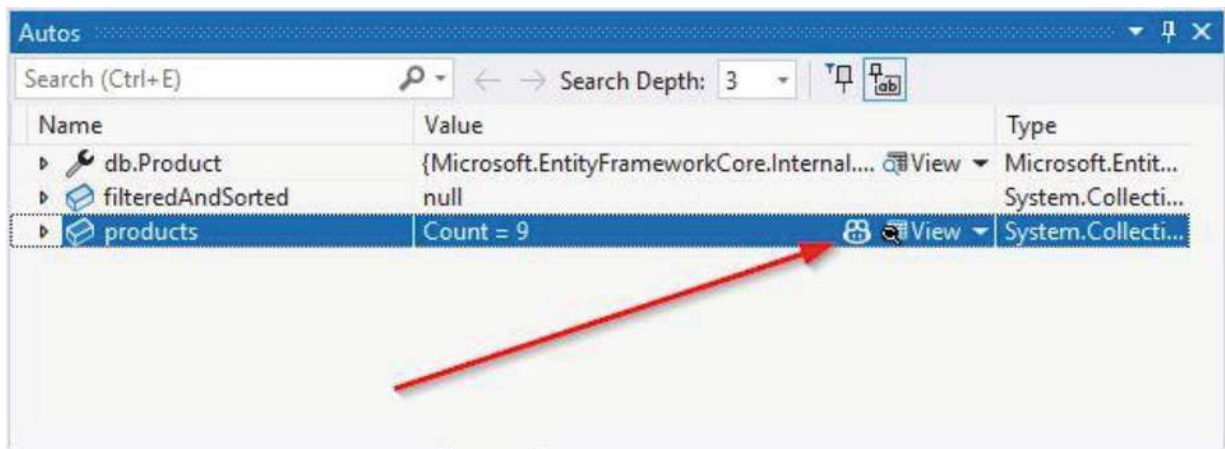 Autos
Search (Ctrl+E) Search Depth: 3 ab
Name Value Type
db.Product {Microsoft.EntityFrameworkCore.Internal.... View Microsoft.Entit...
filteredAndSorted null System.Collecti...
products Count = 9 View System.Collecti...